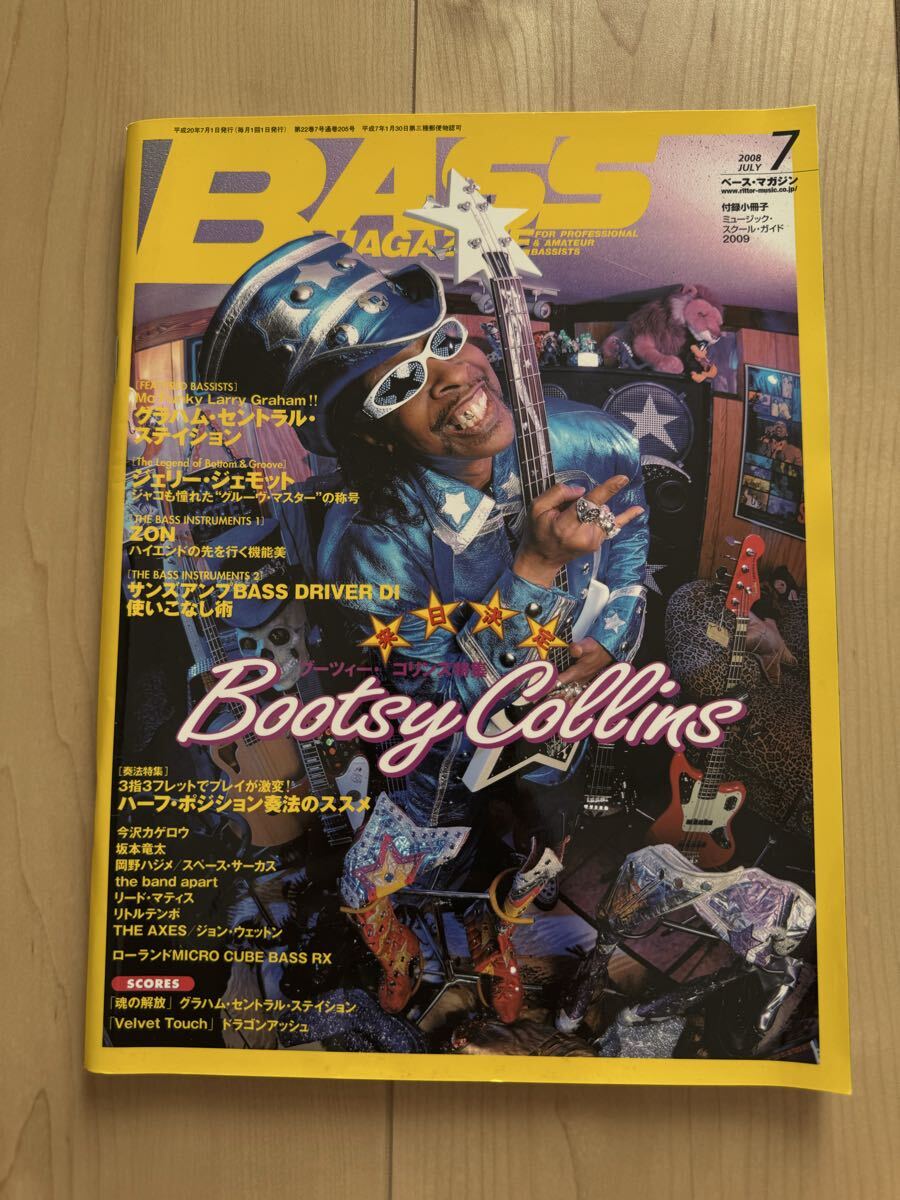 平成20年7月1日発行(毎月1回1日発行) 第22巻7号通巻205号 平成7年1月30日第三種郵便物認可
BASS
MAGAZINE
FOR PROFESSIONAL
& AMATEUR
BASSISTS
2008
JULY
7
ベース・マガジン
www.rittor-music.co.jp/
付録小冊子
ミュージック・
スクール・ガイド
2009
[FEATURED BASSISTS]
Mo' Funky Larry Graham!!
グラハム・セントラル・
ステイション
[The Legend of Bottom & Groove]
ジェリー・ジェモット
ジャコも憧れた“グルーヴ・マスター”の称号
[THE BASS INSTRUMENTS 1]
ZON
ハイエンドの先を行く機能美
[THE BASS INSTRUMENTS 2]
サンズアンプBASS DRIVER DI
使いこなし術
来日決定
ブーツィー・コリンズ特集
Bootsy Collins
[奏法特集]
3指3フレットでプレイが激変!
ハーフ・ポジション奏法のススメ
今沢カゲロウ
坂本竜太
岡野ハジメ/スペース・サーカス
the band apart
リード・マティス
リトルテンポ
THE AXES/ジョン・ウェットン
ローランドMICRO CUBE BASS RX
SCORES
「魂の解放」グラハム・セントラル・ステイション
「Velvet Touch」ドラゴンアッシュ